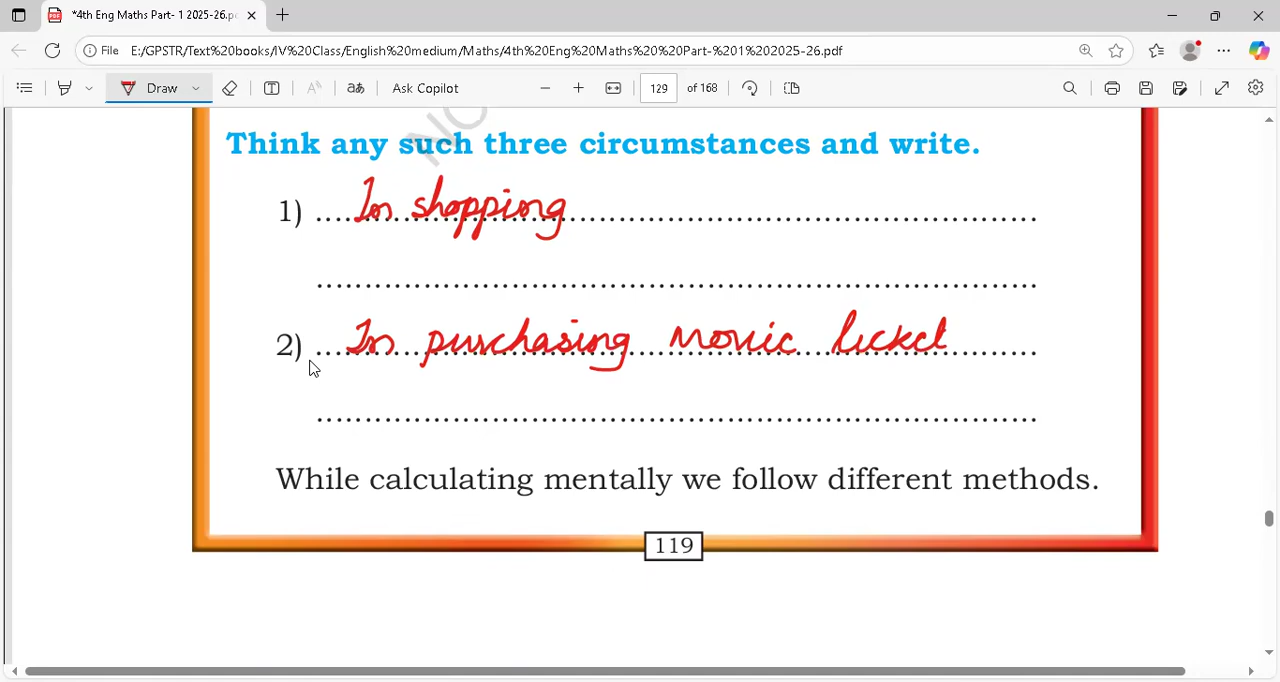 *4th Eng Maths Part- 1 2025-26.p
File E:/GPSTR/Text%20books/IV%20Class/English%20medium/Maths/4th%20Eng%20Maths%20%20Part-%201%202025-26.pdf
Draw Ask Copilot 129 of 168
Think any such three circumstances and write.
1) .... In shopping ....
....
2) .... In purchasing movie ticket ....
....
While calculating mentally we follow different methods.
119